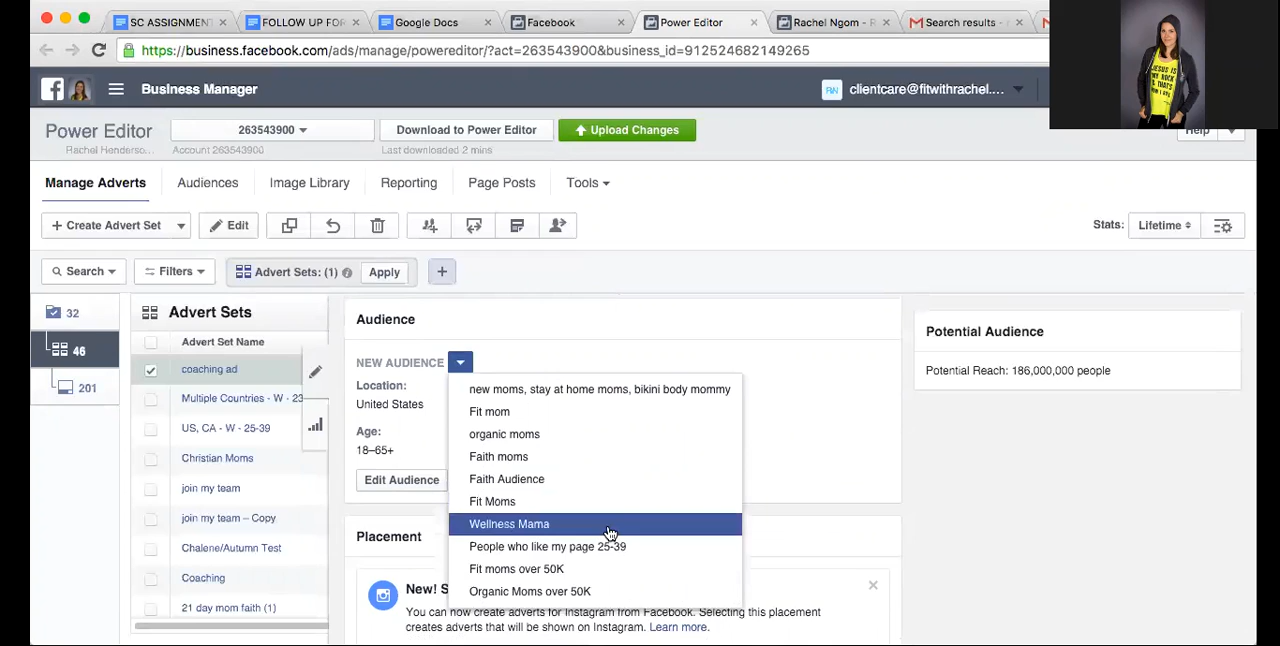 SC ASSIGNMENT
FOLLOW UP FOR
Google Docs
Facebook
Power Editor
Rachel Ngom - R
Search results -
https://business.facebook.com/ads/manage/powereditor/?act=263543900&business_id=912524682149265
Business Manager
RW
clientcare@fitwithrachel....
JESUS IS
MY ROCK
THAT'S
Power Editor
263543900
Download to Power Editor
Upload Changes
Help
Rachel Henderso...
Account 263543900
Last downloaded 2 mins
Manage Adverts
Audiences
Image Library
Reporting
Page Posts
Tools
+ Create Advert Set
Edit
Stats:
Lifetime
Search
Filters
Advert Sets: (1)
Apply
+
32
46
201
Advert Sets
Advert Set Name
coaching ad
Multiple Countries - W - 23
US, CA - W - 25-39
Christian Moms
join my team
join my team – Copy
Chalene/Autumn Test
Coaching
21 day mom faith (1)
Audience
NEW AUDIENCE
Location:
United States
Age:
18–65+
Edit Audience
new moms, stay at home moms, bikini body mommy
Fit mom
organic moms
Faith moms
Faith Audience
Fit Moms
Wellness Mama
People who like my page 25-39
Fit moms over 50K
Organic Moms over 50K
Placement
New! S
You can now create adverts for Instagram from Facebook. Selecting this placement
creates adverts that will be shown on Instagram. Learn more.
Potential Audience
Potential Reach: 186,000,000 people